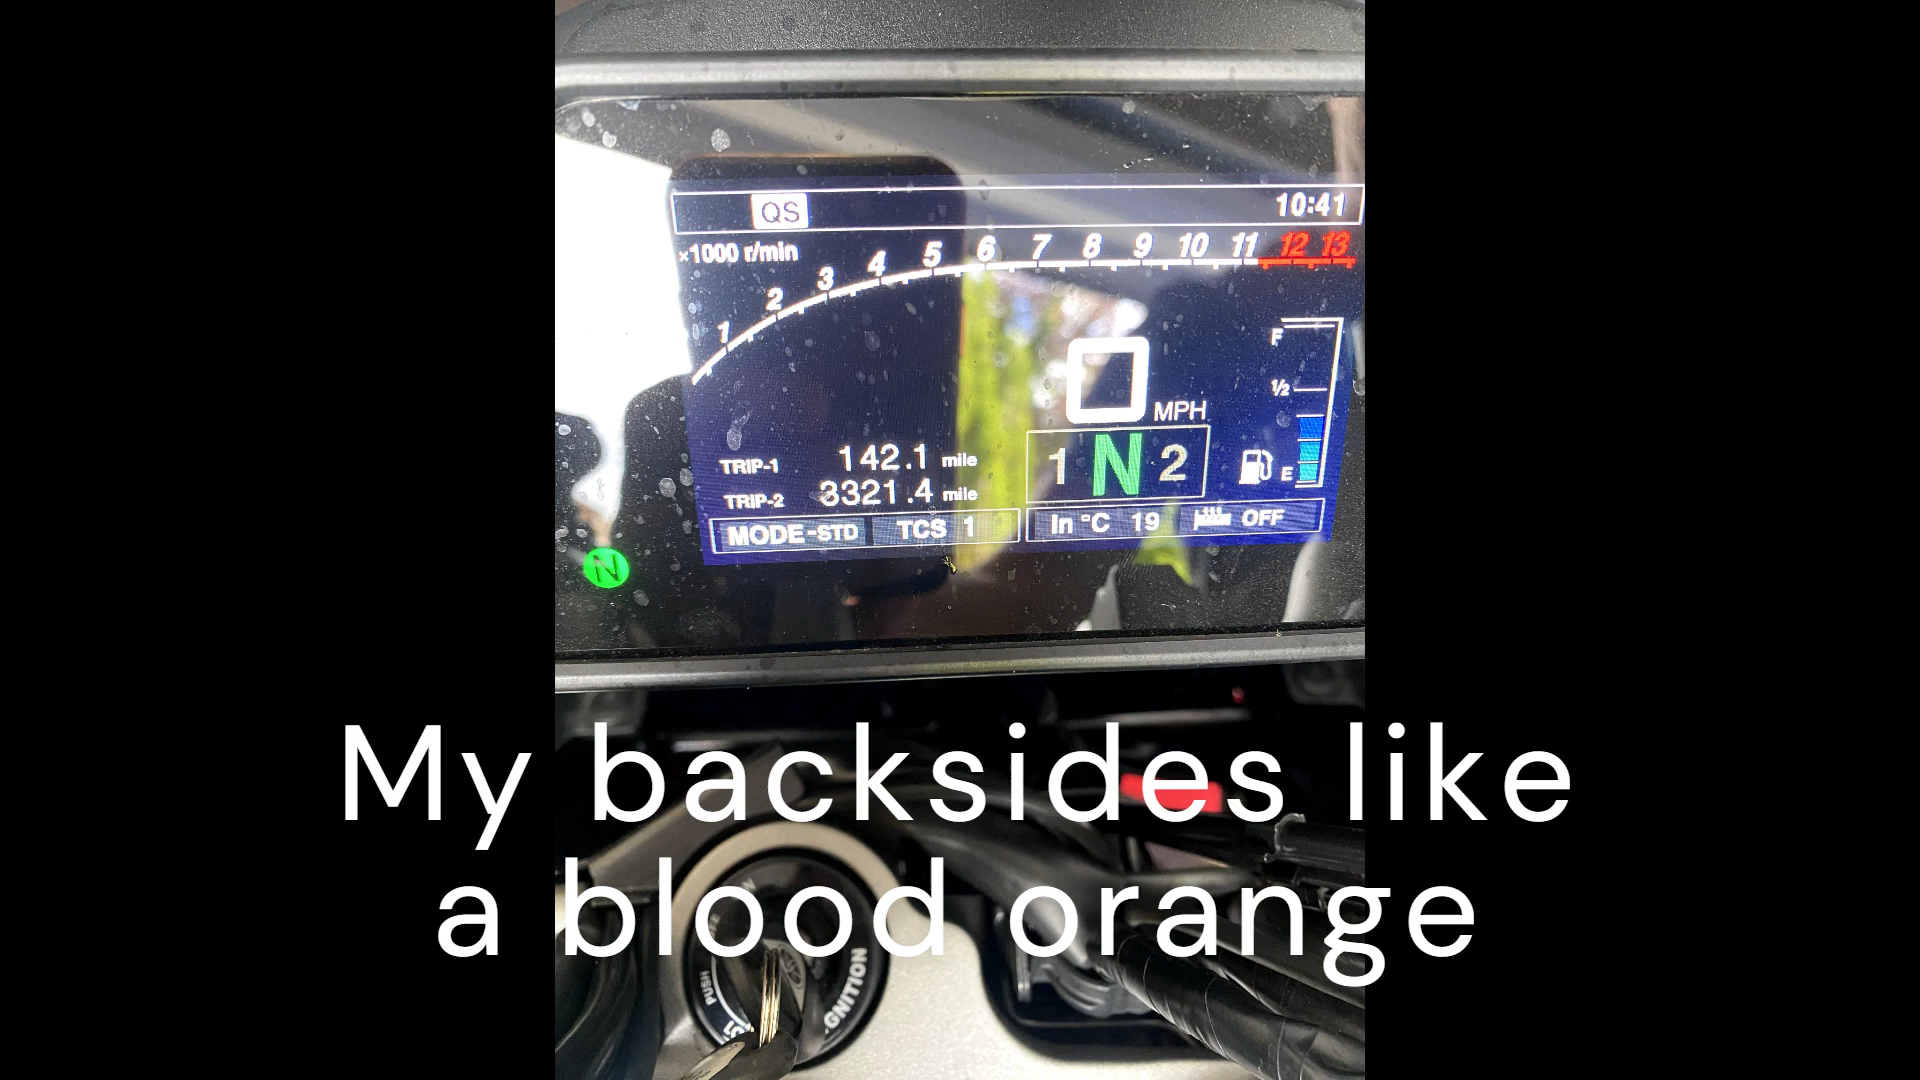 QS 10:41
×1000 r/min 1 2 3 4 5 6 7 8 9 10 11 12 13
F
½
0 MPH
TRIP-1 142.1 mile
1 N 2
E
TRIP-2 3321.4 mile
MODE-STD TCS 1 In °C 19 OFF
N
My backsides like
a blood orange
PUSH
IGNITION